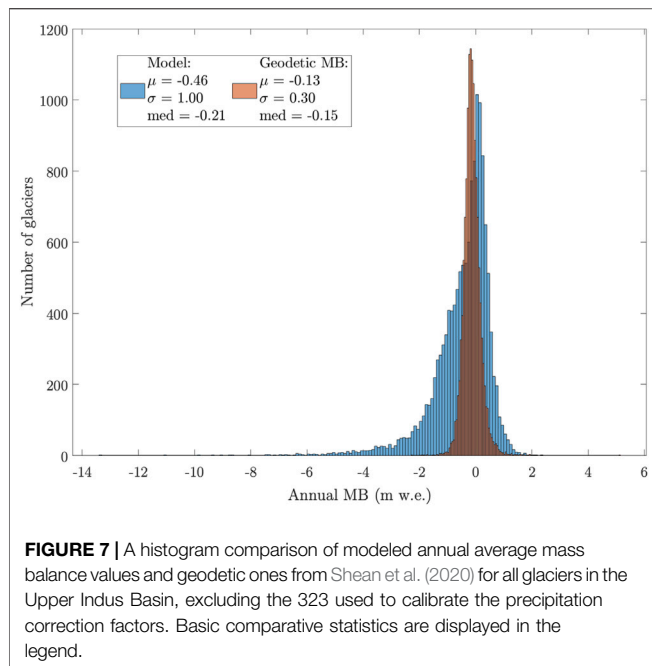 1200
1000
800
600
400
200
0
Number of glaciers
Model:
μ = -0.46
σ = 1.00
med = -0.21
Geodetic MB:
μ = -0.13
σ = 0.30
med = -0.15
-14 -12 -10 -8 -6 -4 -2 0 2 4 6
Annual MB (m w.e.)
FIGURE 7 | A histogram comparison of modeled annual average mass
balance values and geodetic ones from Shean et al. (2020) for all glaciers in the
Upper Indus Basin, excluding the 323 used to calibrate the precipitation
correction factors. Basic comparative statistics are displayed in the
legend.